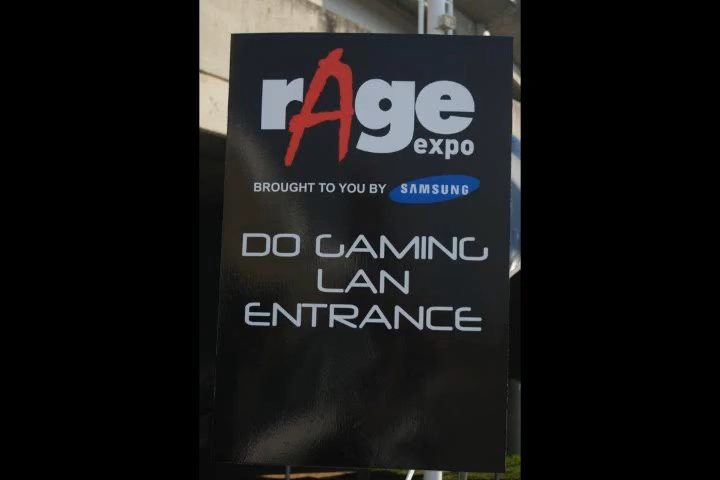 rAge
expo
BROUGHT TO YOU BY SAMSUNG
DO GAMING
LAN
ENTRANCE